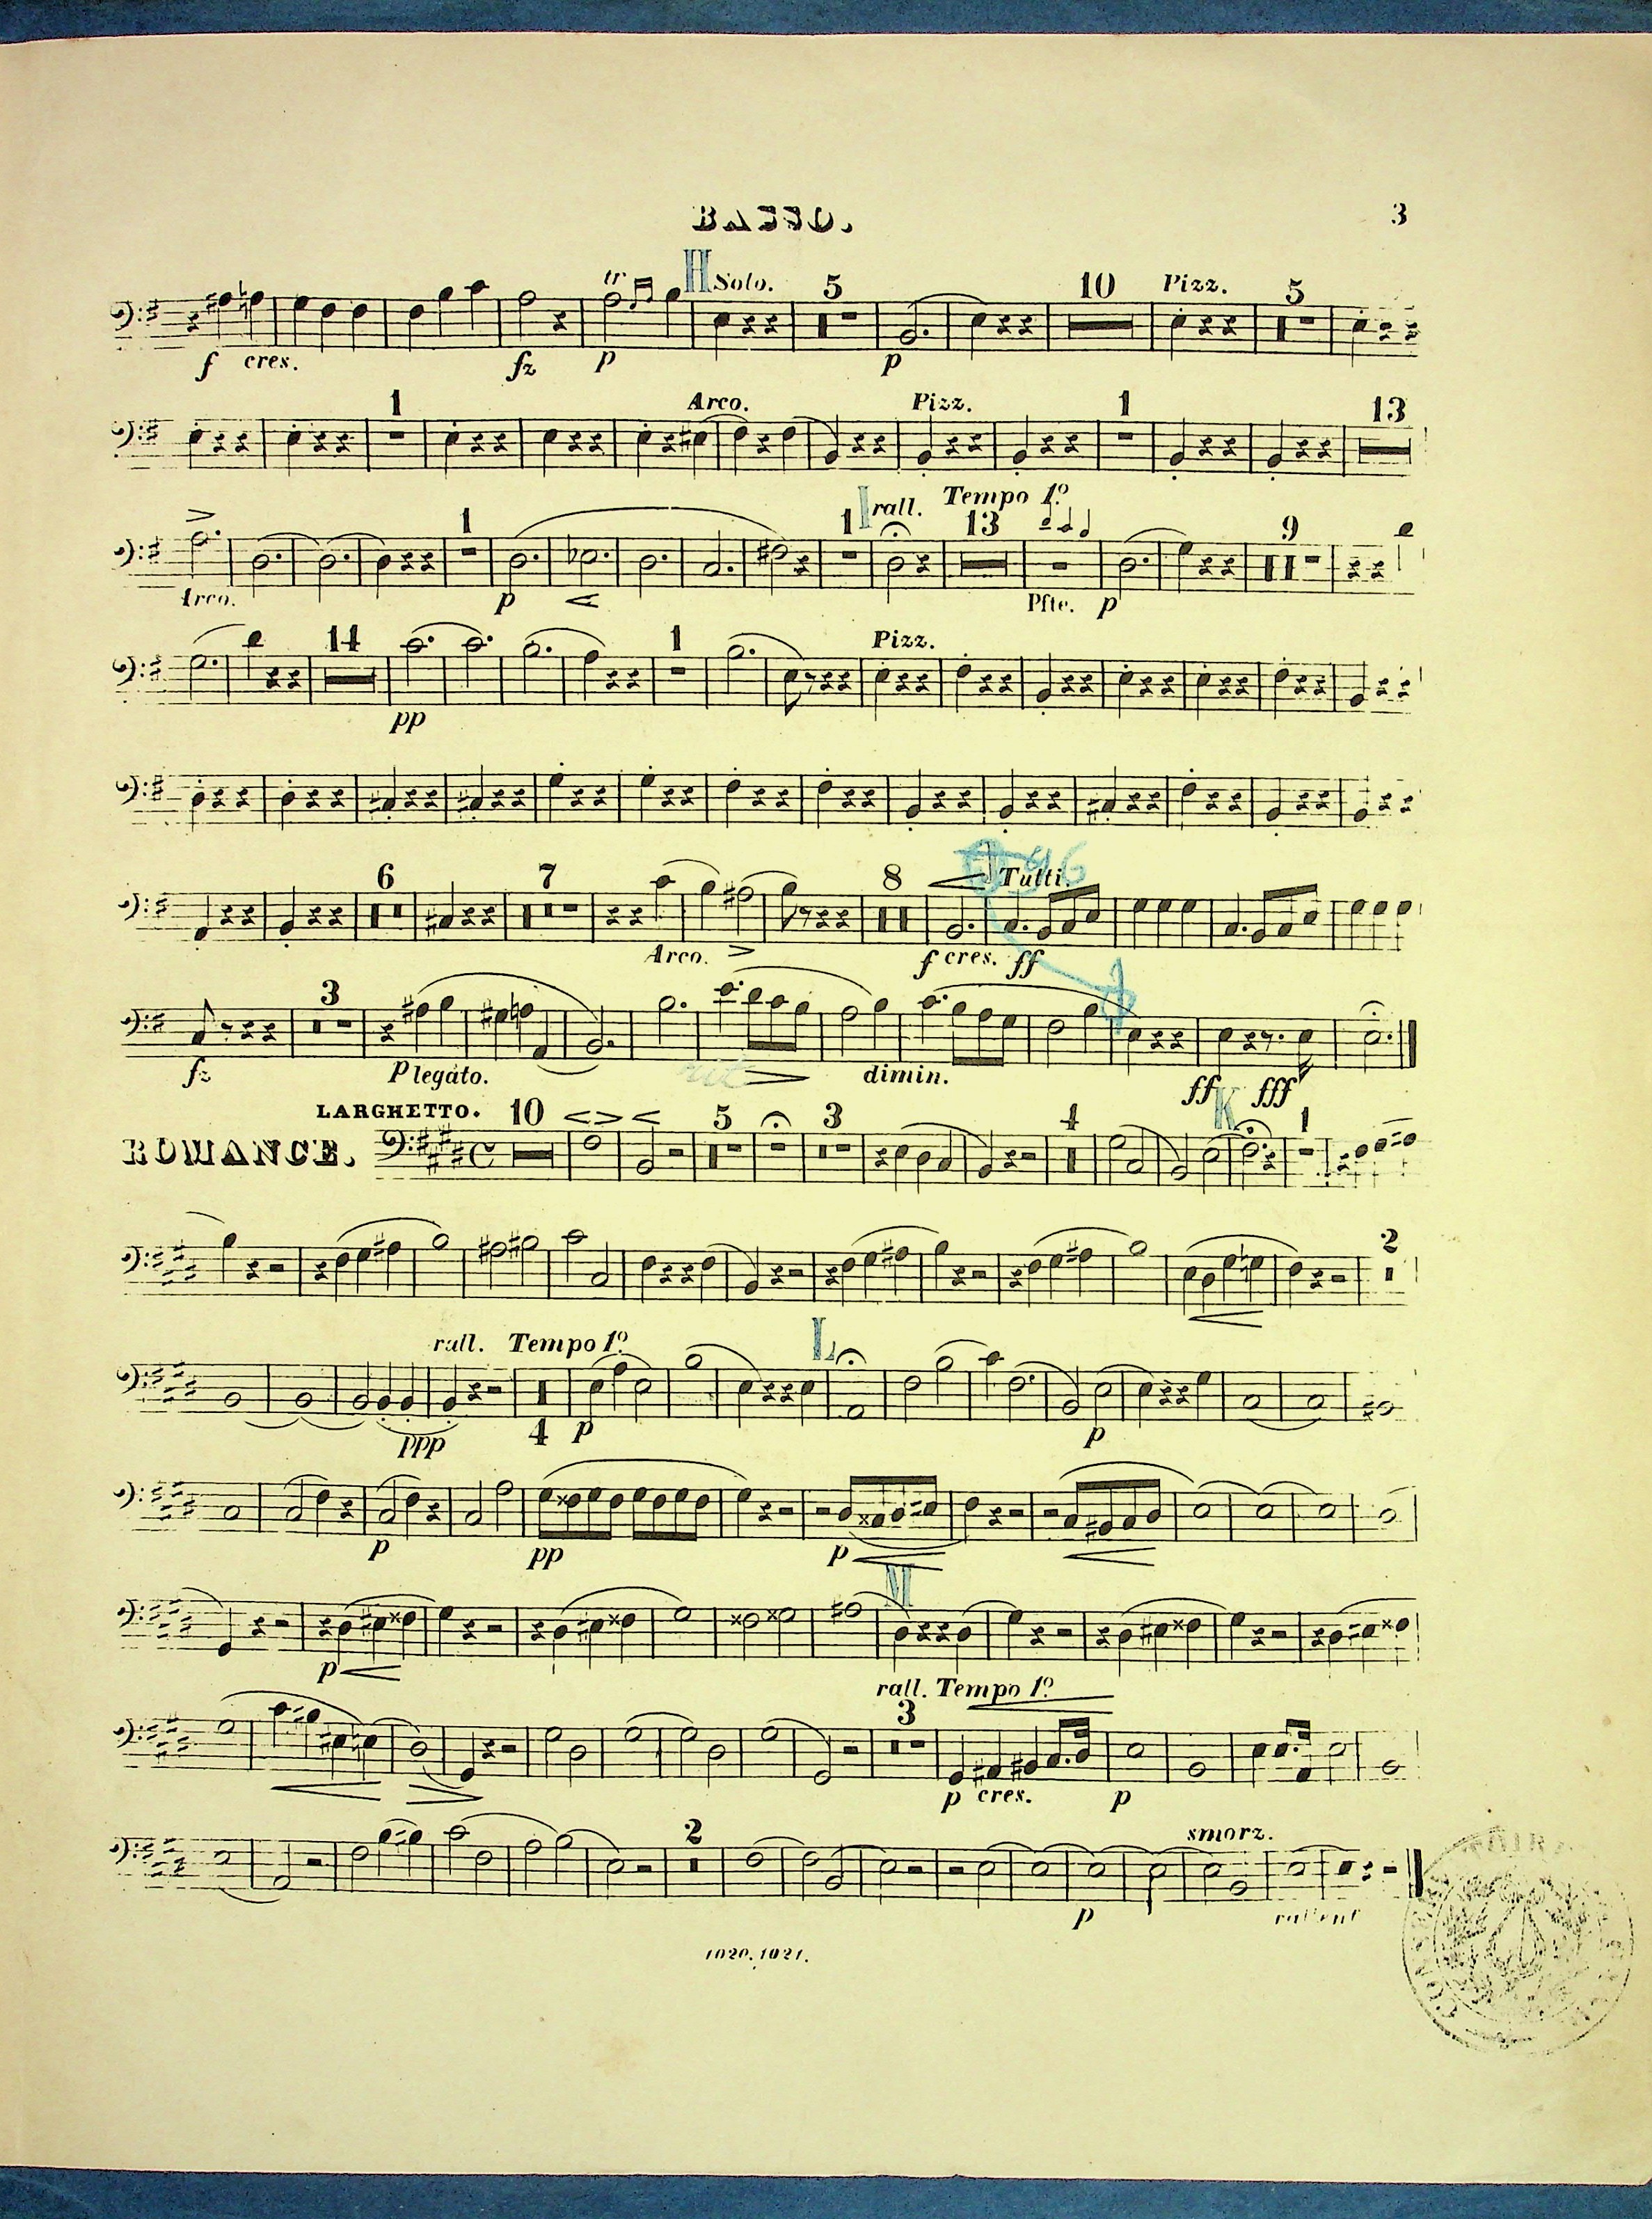 BASSO.
3
H Solo. 5 10 Pizz. 5
tr
f cres. fz p p
1 Arco. Pizz. 1 13
1 1 I rall. 13 Tempo 1º 9
Arco. p Pfte. p
14 1 Pizz.
pp
6 7 8 Tutti.
Arco. f cres. ff
3
fz p legato. dimin. ff fff
LARGHETTO. 10 5 3 4 K 1
ROMANCE.
2
rall. Tempo 1º L
ppp 4 p p
p pp p
M
p
rall. Tempo 1º
3
p cres. p
2 smorz.
p rallent
1020.1021.